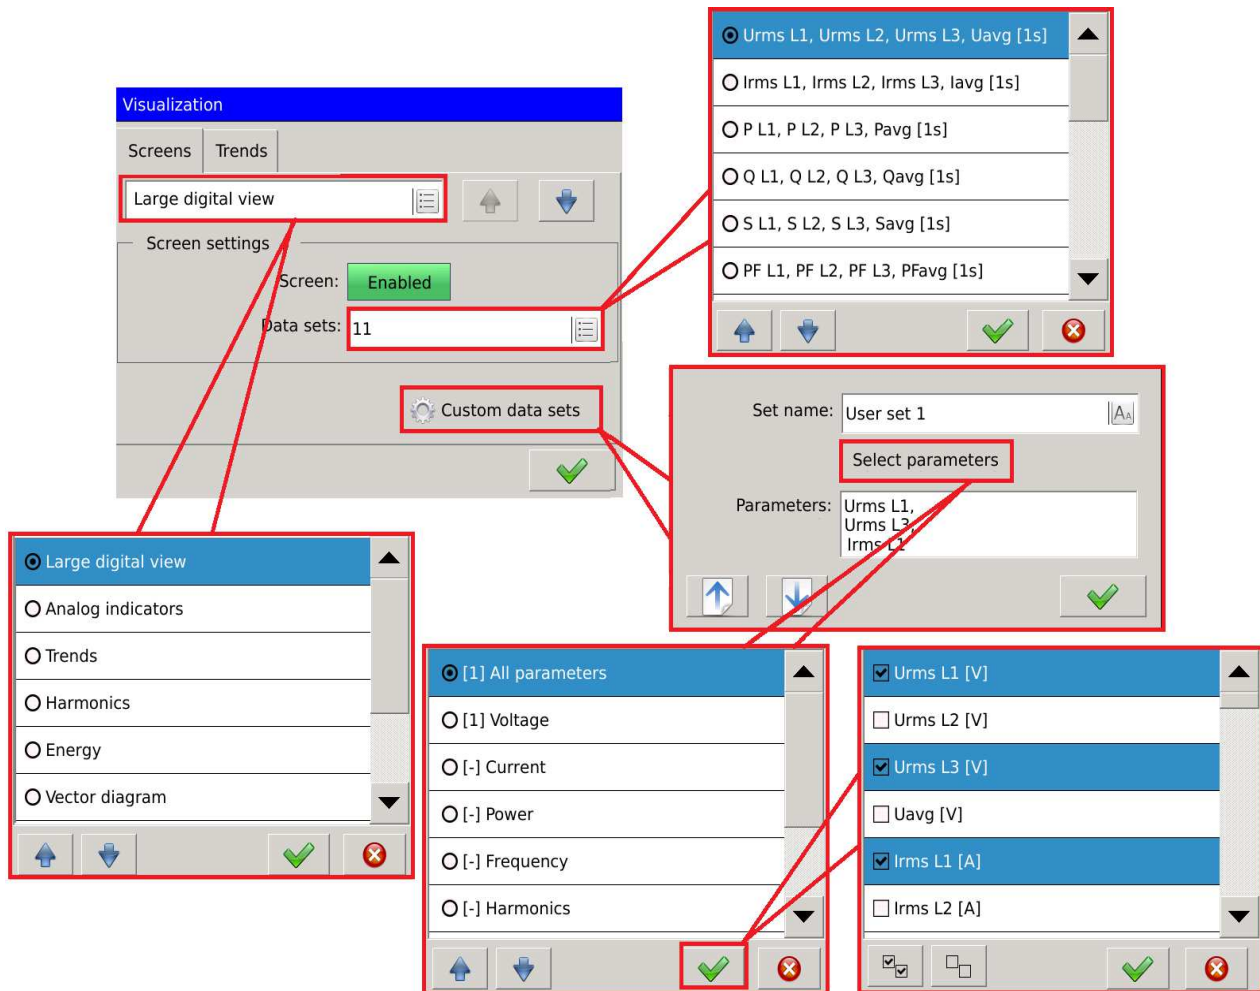 Visualization
Screens
Trends
Large digital view
Screen settings
Screen:
Enabled
Data sets:
11
Custom data sets
Urms L1, Urms L2, Urms L3, Uavg [1s]
Irms L1, Irms L2, Irms L3, Iavg [1s]
P L1, P L2, P L3, Pavg [1s]
Q L1, Q L2, Q L3, Qavg [1s]
S L1, S L2, S L3, Savg [1s]
PF L1, PF L2, PF L3, PFavg [1s]
Set name:
User set 1
AA
Select parameters
Parameters:
Urms L1,
Urms L3,
Irms L1
Large digital view
Analog indicators
Trends
Harmonics
Energy
Vector diagram
[1] All parameters
[1] Voltage
[-] Current
[-] Power
[-] Frequency
[-] Harmonics
Urms L1 [V]
Urms L2 [V]
Urms L3 [V]
Uavg [V]
Irms L1 [A]
Irms L2 [A]